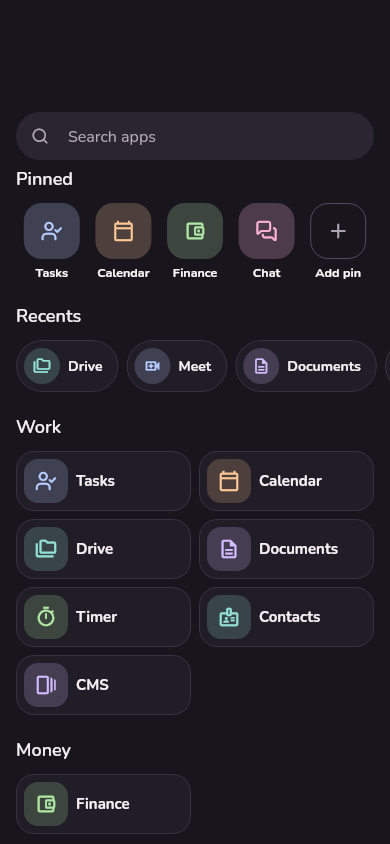 Search apps
Pinned
Tasks
Calendar
Finance
Chat
Add pin
Recents
Drive
Meet
Documents
Work
Tasks
Calendar
Drive
Documents
Timer
Contacts
CMS
Money
Finance